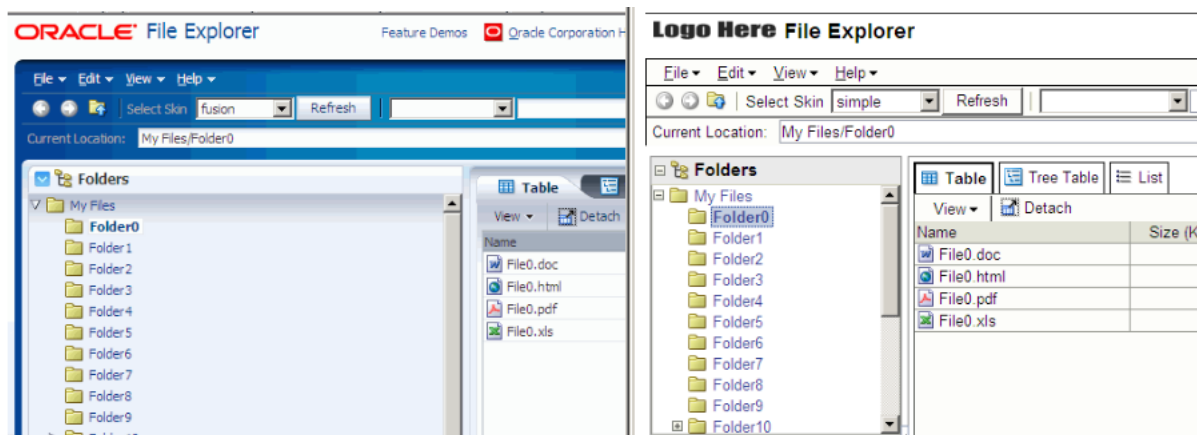 ORACLE File Explorer
Feature Demos Oracle Corporation H
File Edit View Help
Select Skin fusion Refresh
Current Location: My Files/Folder0
Folders
My Files
Folder0
Folder1
Folder2
Folder3
Folder4
Folder5
Folder6
Folder7
Folder8
Folder9
Table
View Detach
Name
File0.doc
File0.html
File0.pdf
File0.xls
Logo Here File Explorer
File Edit View Help
Select Skin simple Refresh
Current Location: My Files/Folder0
Folders
My Files
Folder0
Folder1
Folder2
Folder3
Folder4
Folder5
Folder6
Folder7
Folder8
Folder9
Folder10
Table Tree Table List
View Detach
Name Size (K
File0.doc
File0.html
File0.pdf
File0.xls